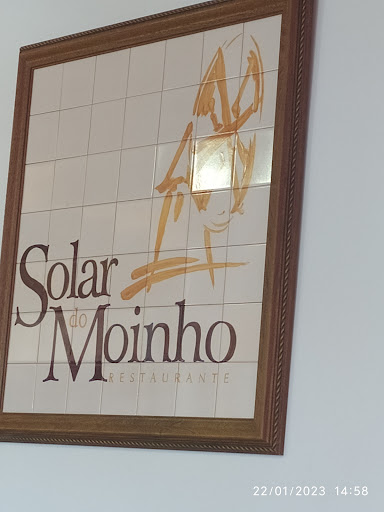 Solar
do
Moinho
RESTAURANTE
22/01/2023 14:58